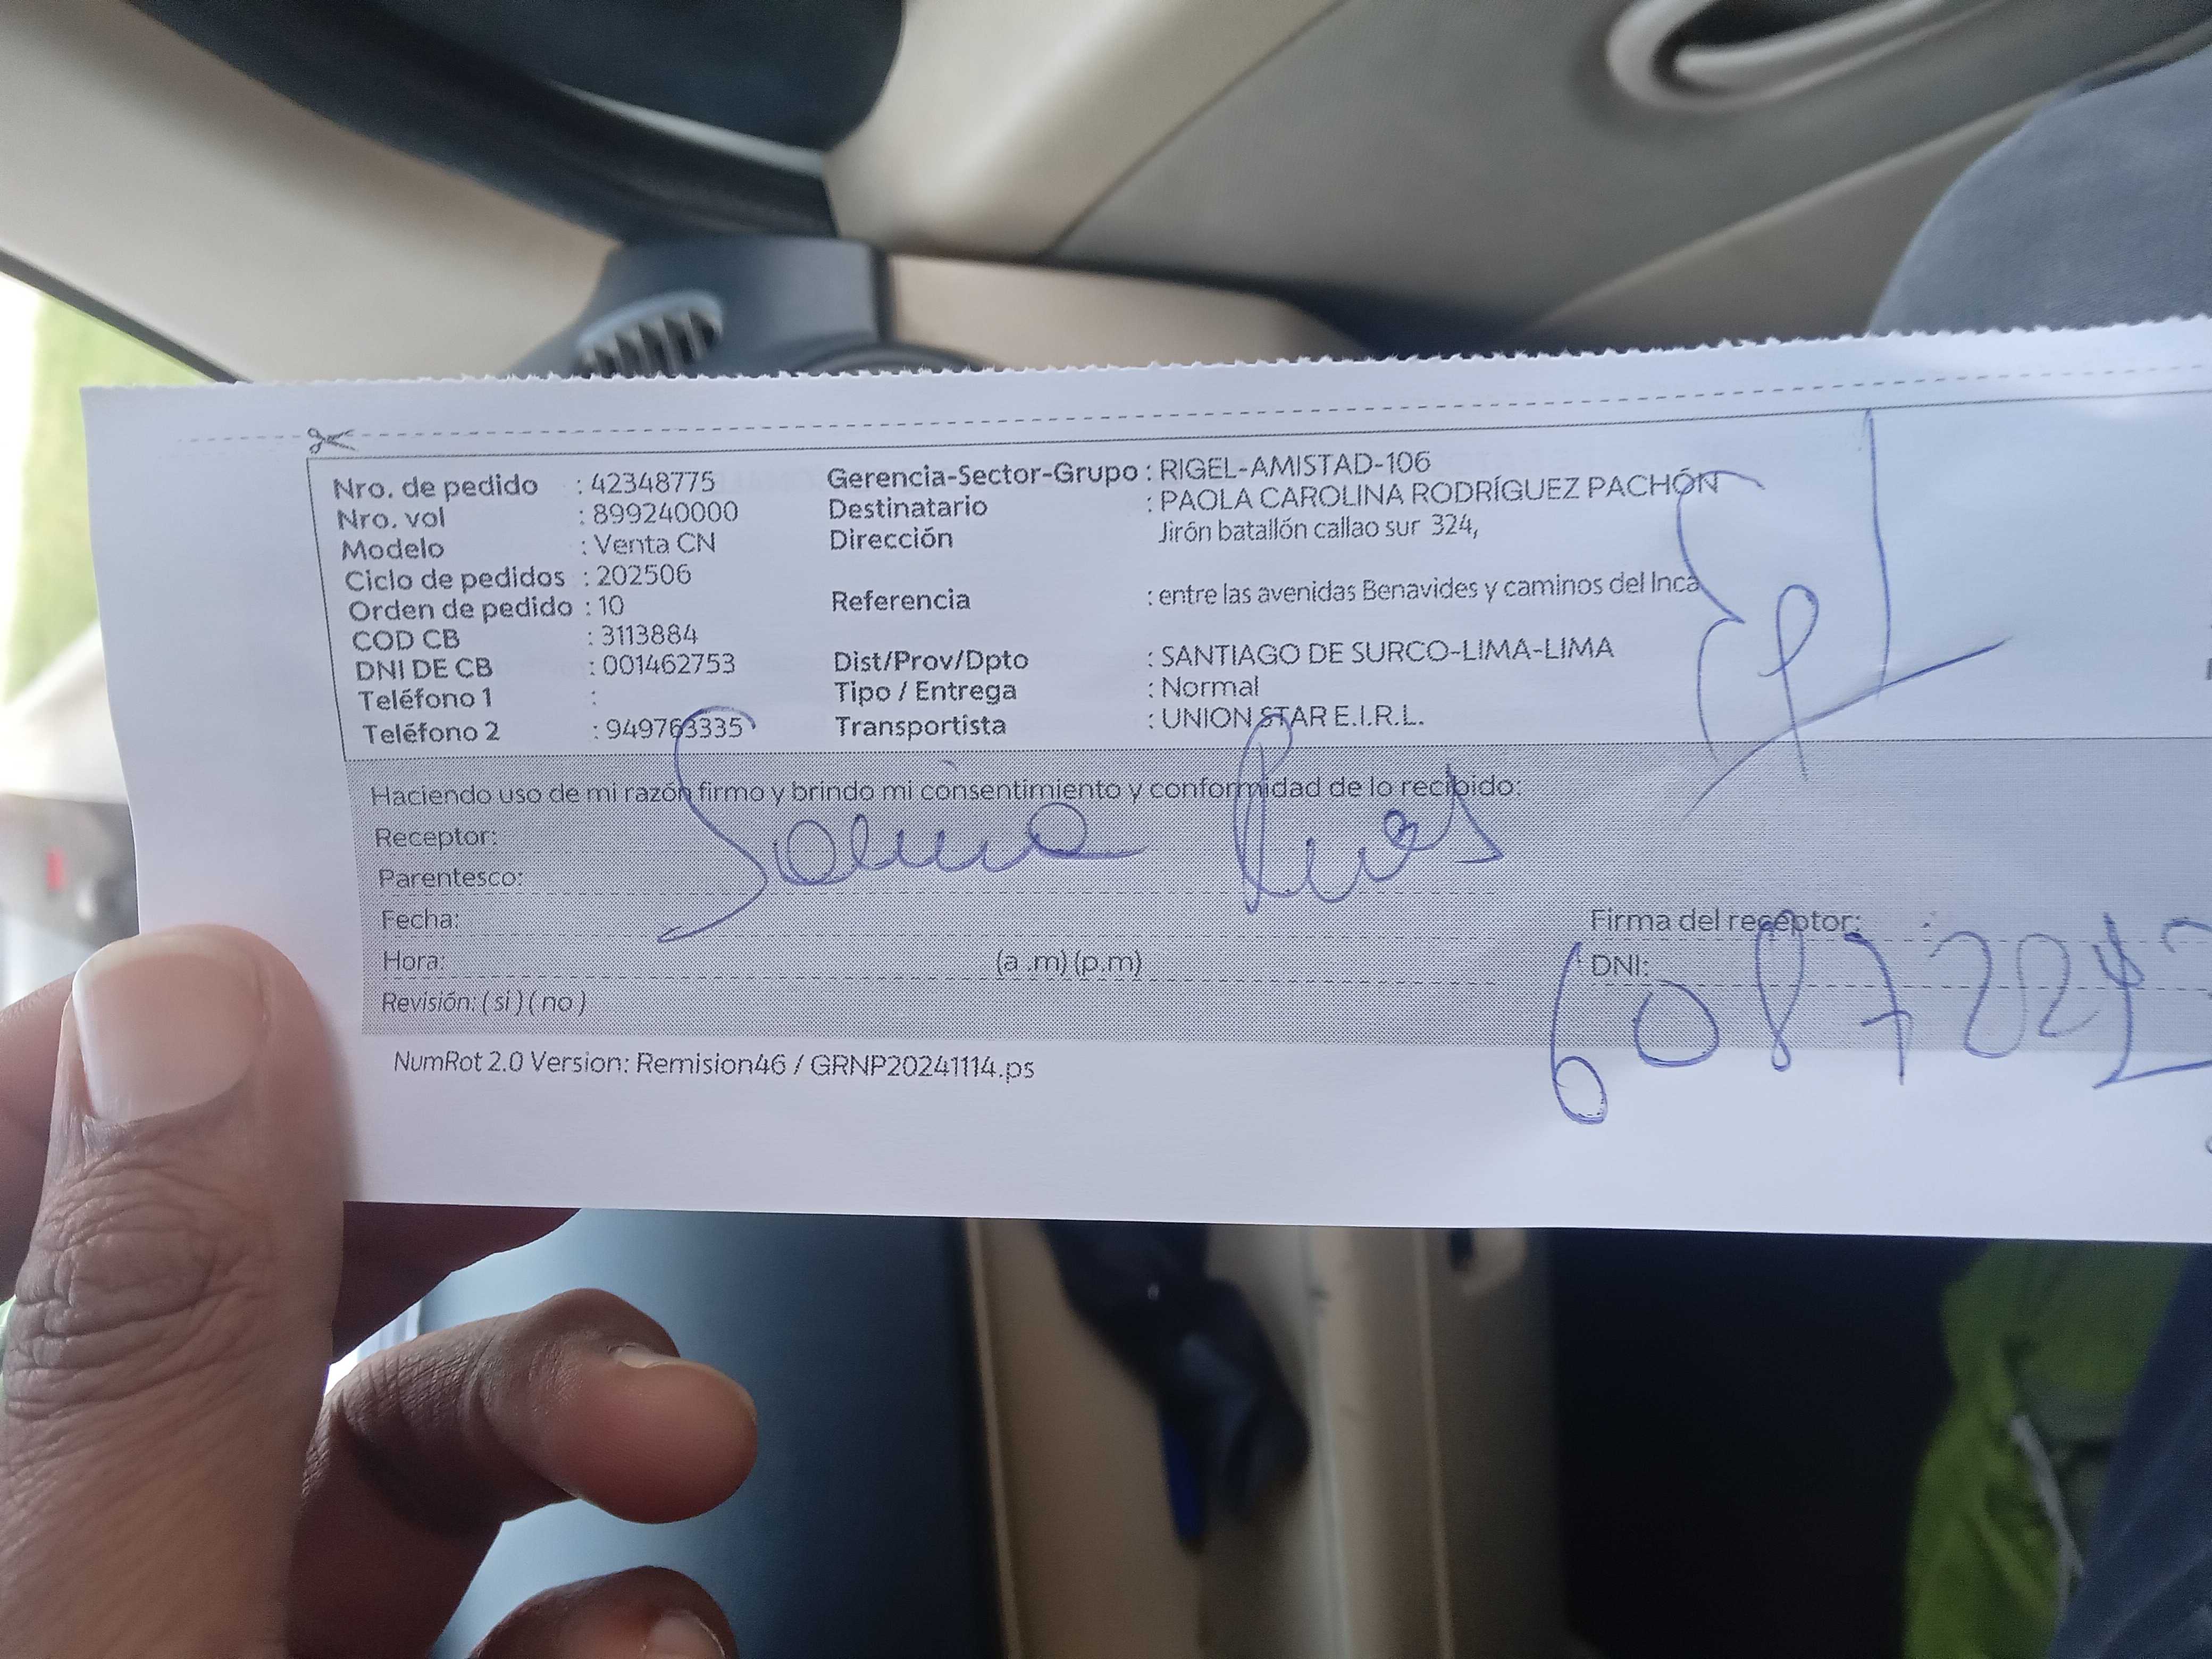 Nro. de pedido : 42348775
Nro. vol : 899240000
Modelo : Venta CN
Ciclo de pedidos : 202506
Orden de pedido : 10
COD CB : 3113884
DNI DE CB : 001462753
Teléfono 1 :
Teléfono 2 : 949763335
Gerencia-Sector-Grupo : RIGEL-AMISTAD-106
Destinatario : PAOLA CAROLINA RODRÍGUEZ PACHÓN
Dirección Jirón batallón callao sur 324,
Referencia : entre las avenidas Benavides y caminos del Inca
Dist/Prov/Dpto : SANTIAGO DE SURCO-LIMA-LIMA
Tipo / Entrega : Normal
Transportista : UNION STAR E.I.R.L.
Haciendo uso de mi razón firmo y brindo mi consentimiento y conformidad de lo recibido:
Receptor:
Parentesco:
Fecha:
Hora: (a .m) (p.m)
Revisión: ( si ) ( no )
Firma del receptor:
DNI:
NumRot 2.0 Version: Remision46 / GRNP20241114.ps